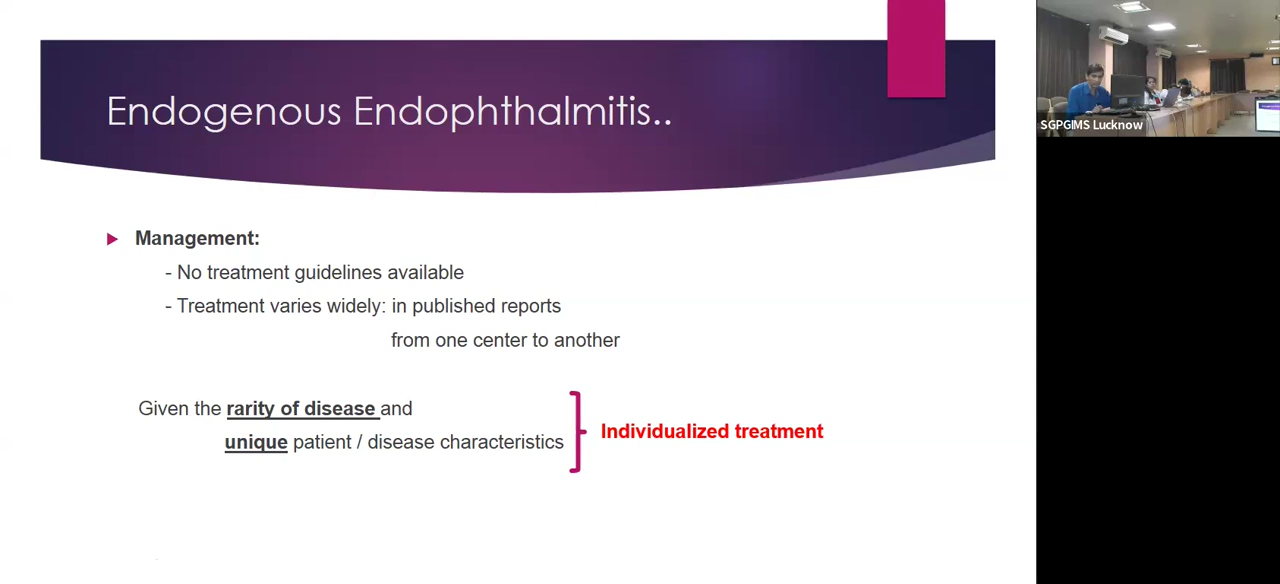 Endogenous Endophthalmitis..
Management:
- No treatment guidelines available
- Treatment varies widely: in published reports
from one center to another
Given the rarity of disease and
unique patient / disease characteristics
Individualized treatment
SGPGIMS Lucknow